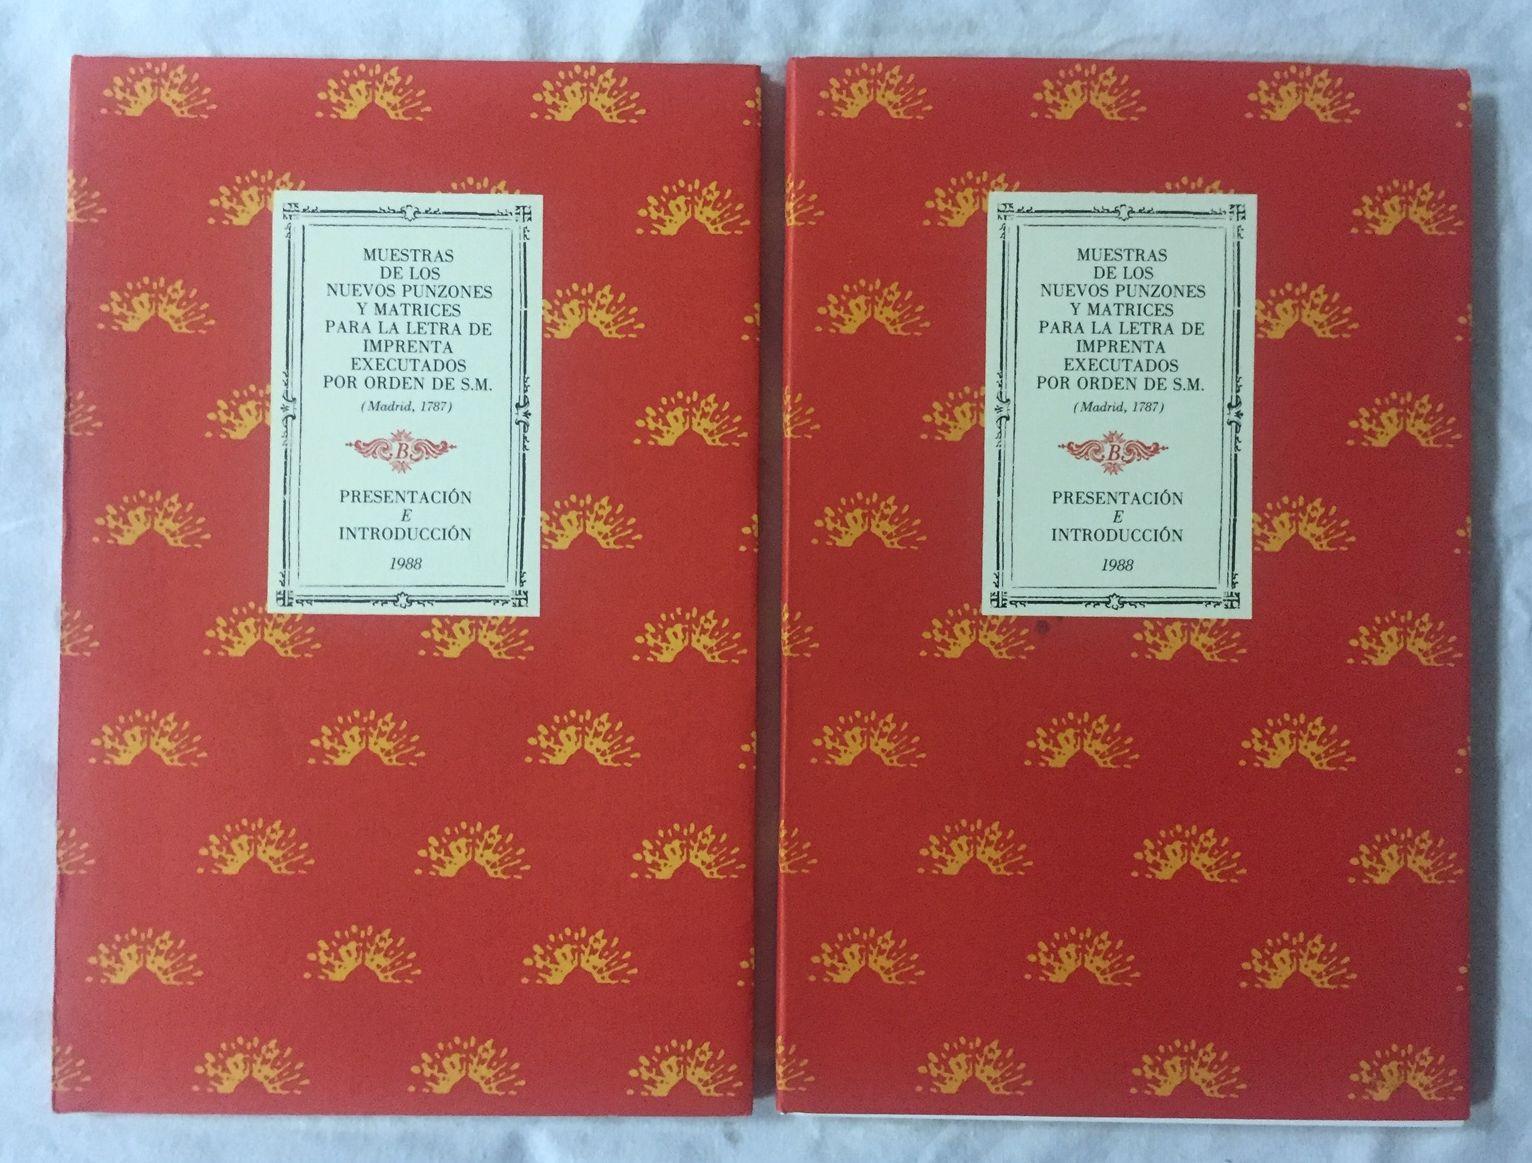 MUESTRAS
DE LOS
NUEVOS PUNZONES
Y MATRICES
PARA LA LETRA DE
IMPRENTA
EXECUTADOS
POR ORDEN DE S.M.
(Madrid, 1787)
B
PRESENTACIÓN
E
INTRODUCCIÓN
1988
MUESTRAS
DE LOS
NUEVOS PUNZONES
Y MATRICES
PARA LA LETRA DE
IMPRENTA
EXECUTADOS
POR ORDEN DE S.M.
(Madrid, 1787)
B
PRESENTACIÓN
E
INTRODUCCIÓN
1988